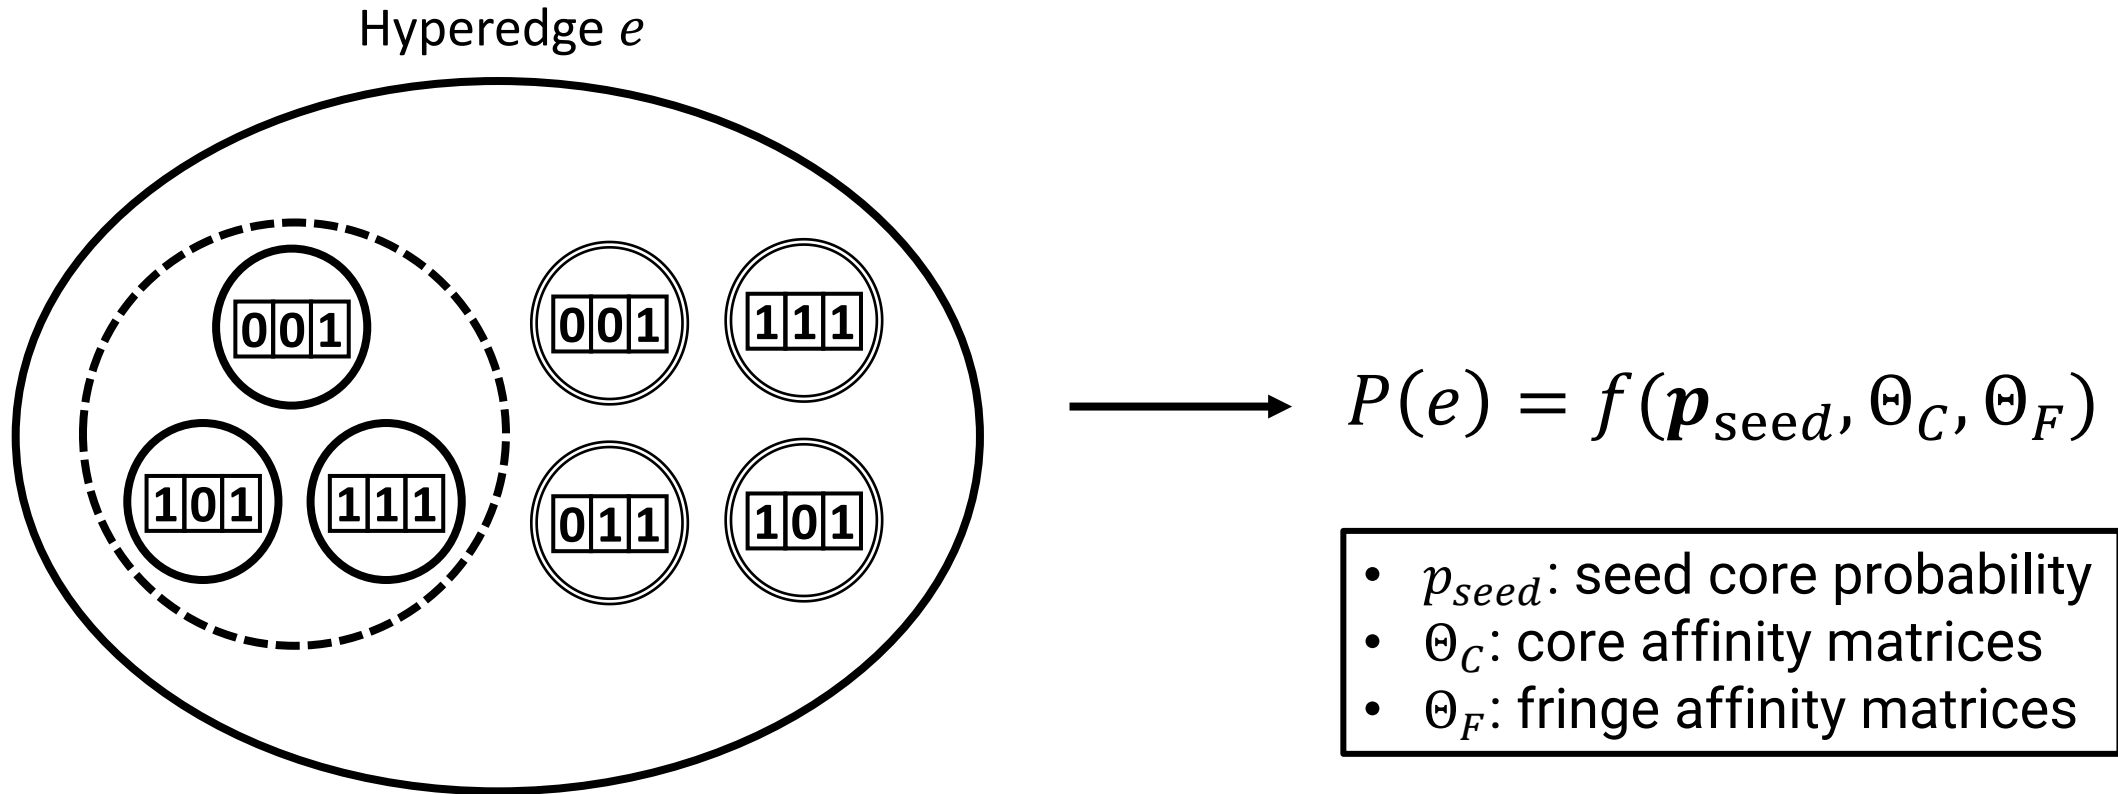 Hyperedge e
001
001
111
101
111
011
101
P(e) = f(p_seed, Θ_C, Θ_F)
• p_seed: seed core probability
• Θ_C: core affinity matrices
• Θ_F: fringe affinity matrices